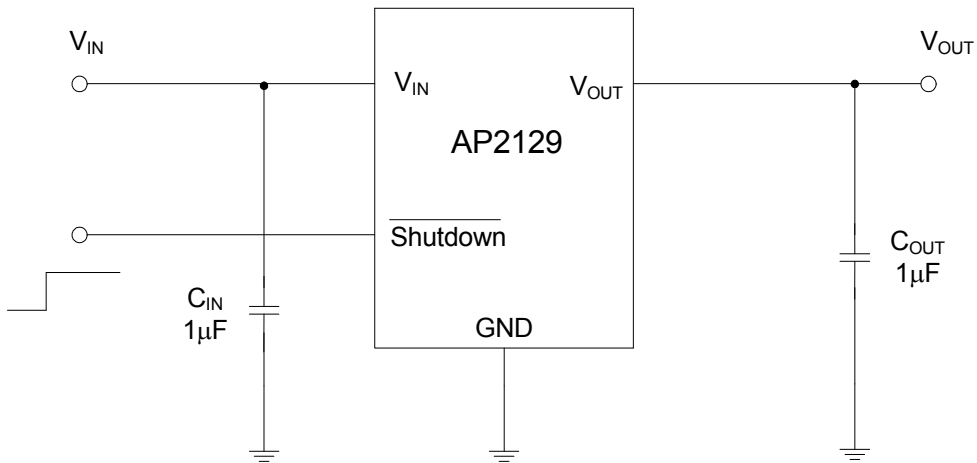 V_IN
V_OUT
V_IN
V_OUT
AP2129
Shutdown
C_IN
1μF
C_OUT
1μF
GND